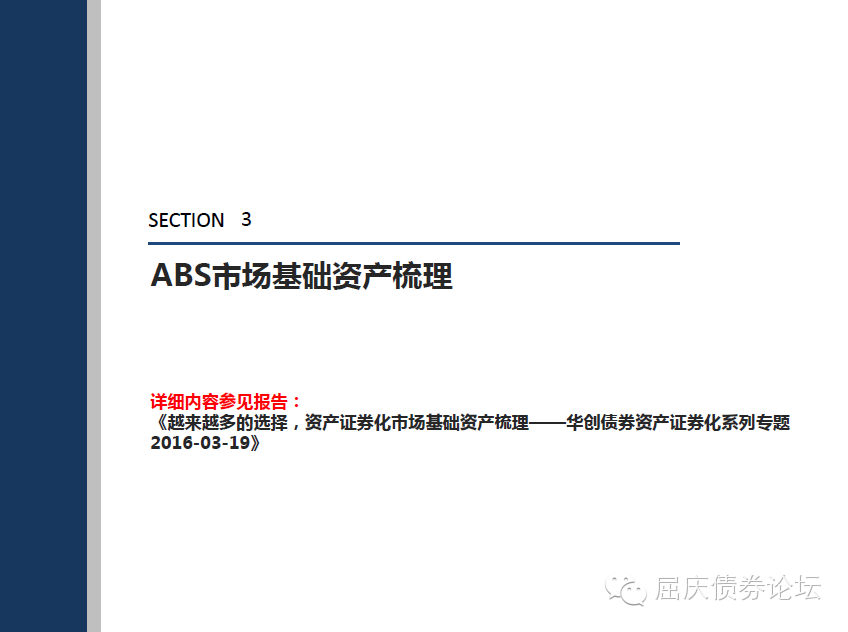 SECTION 3
ABS市场基础资产梳理
详细内容参见报告：
《越来越多的选择，资产证券化市场基础资产梳理——华创债券资产证券化系列专题
2016-03-19》
屈庆债券论坛